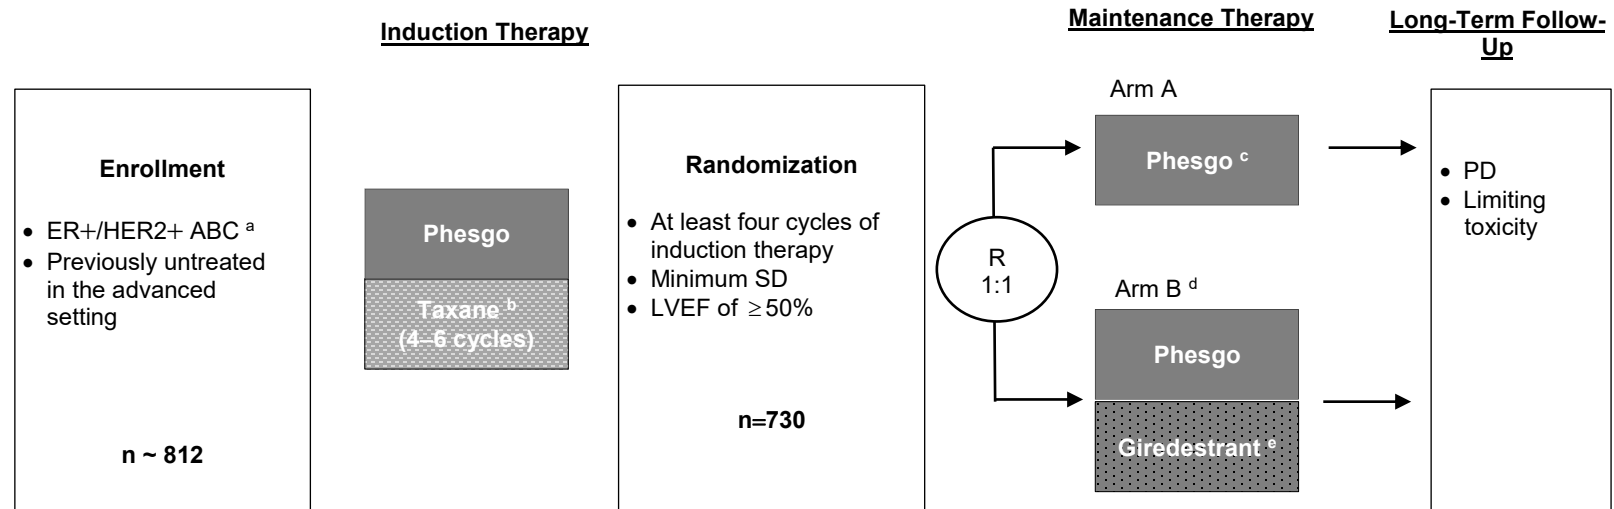 Induction Therapy
Maintenance Therapy
Long-Term Follow-
Up
Enrollment
• ER+/HER2+ ABC a
• Previously untreated
in the advanced
setting
n ~ 812
Phesgo
Taxane b
(4–6 cycles)
Randomization
• At least four cycles of
induction therapy
• Minimum SD
• LVEF of ≥50%
n=730
R
1:1
Arm A
Phesgo c
Arm B d
Phesgo
Giredestrant e
• PD
• Limiting
toxicity